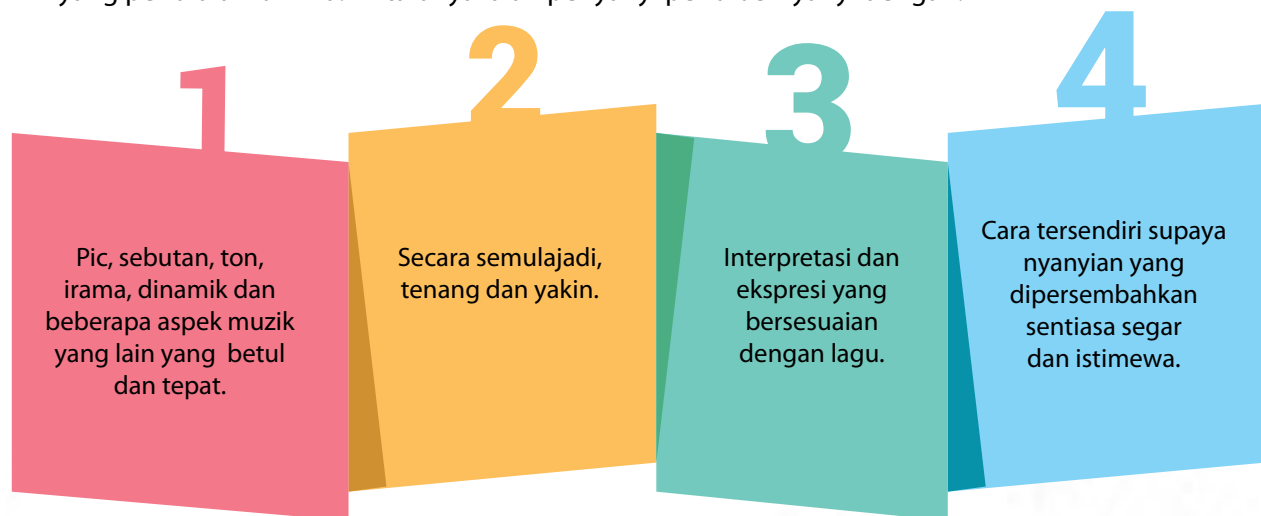 1
Pic, sebutan, ton,
irama, dinamik dan
beberapa aspek muzik
yang lain yang betul
dan tepat.
2
Secara semulajadi,
tenang dan yakin.
3
Interpretasi dan
ekspresi yang
bersesuaian
dengan lagu.
4
Cara tersendiri supaya
nyanyian yang
dipersembahkan
sentiasa segar
dan istimewa.